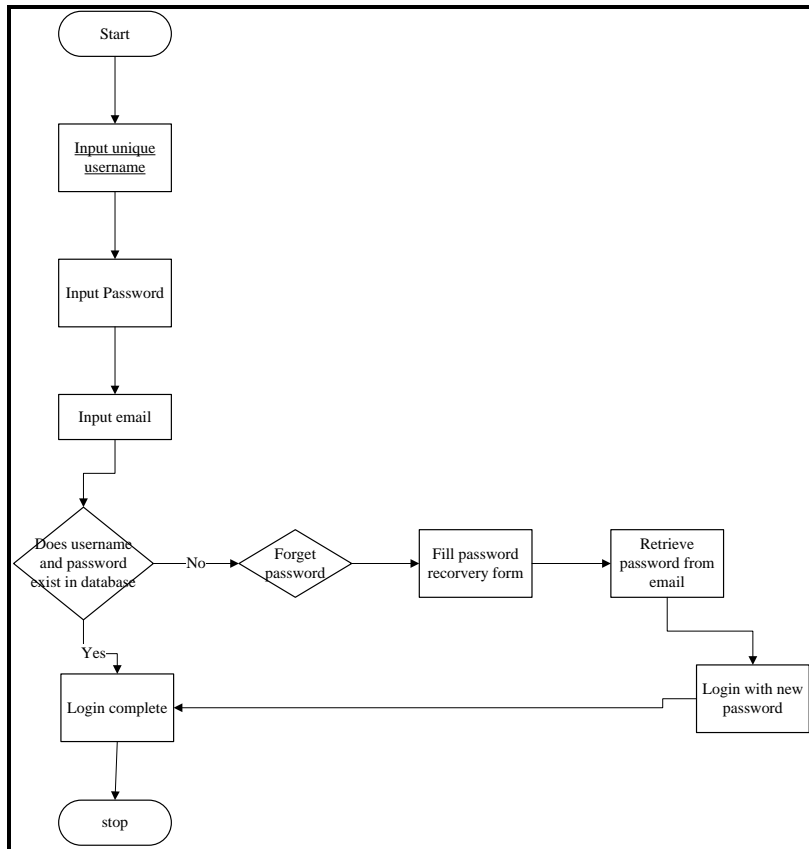 Start
Input unique
username
Input Password
Input email
Does username
and password
exist in database
No
Forget
password
Fill password
recorvery form
Retrieve
password from
email
Yes
Login with new
password
Login complete
stop